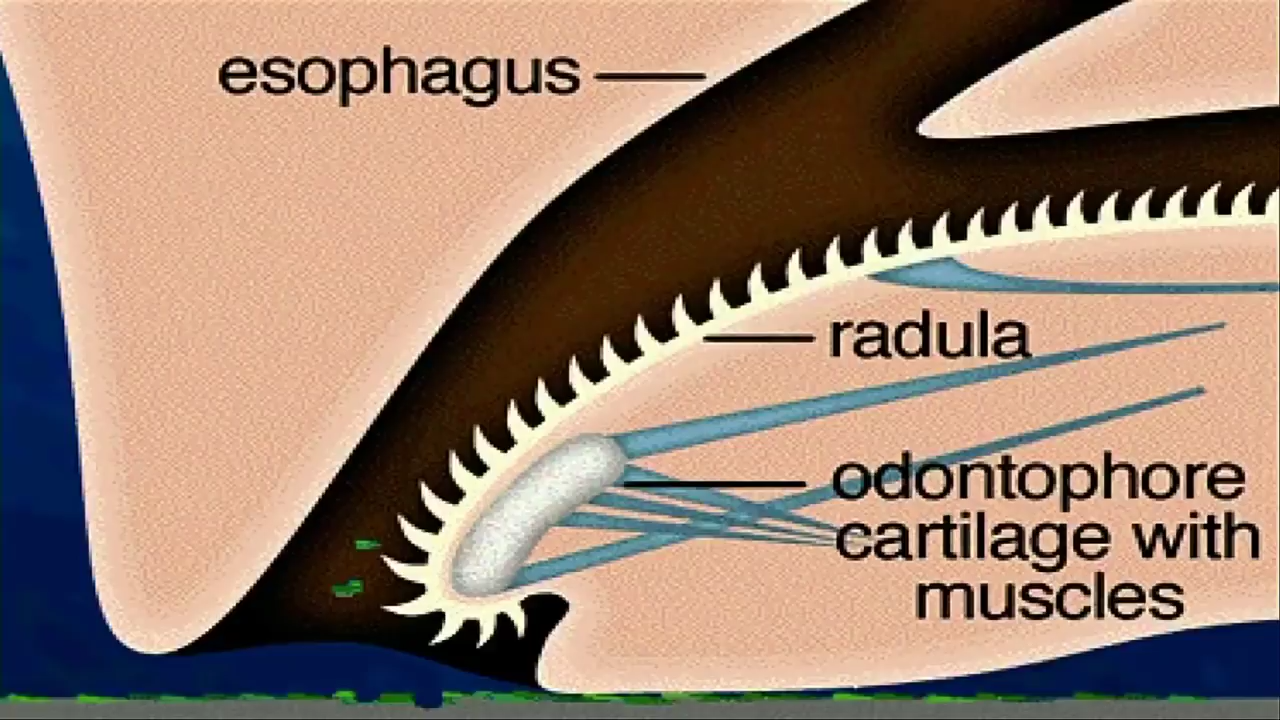 esophagus
radula
odontophore
cartilage with
muscles